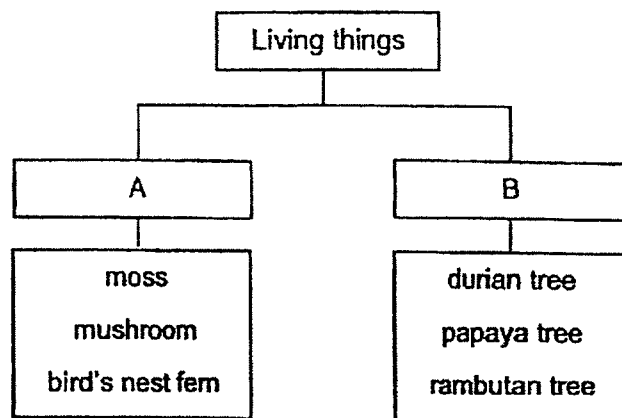 Living things
A
B
moss
mushroom
bird's nest fern
durian tree
papaya tree
rambutan tree